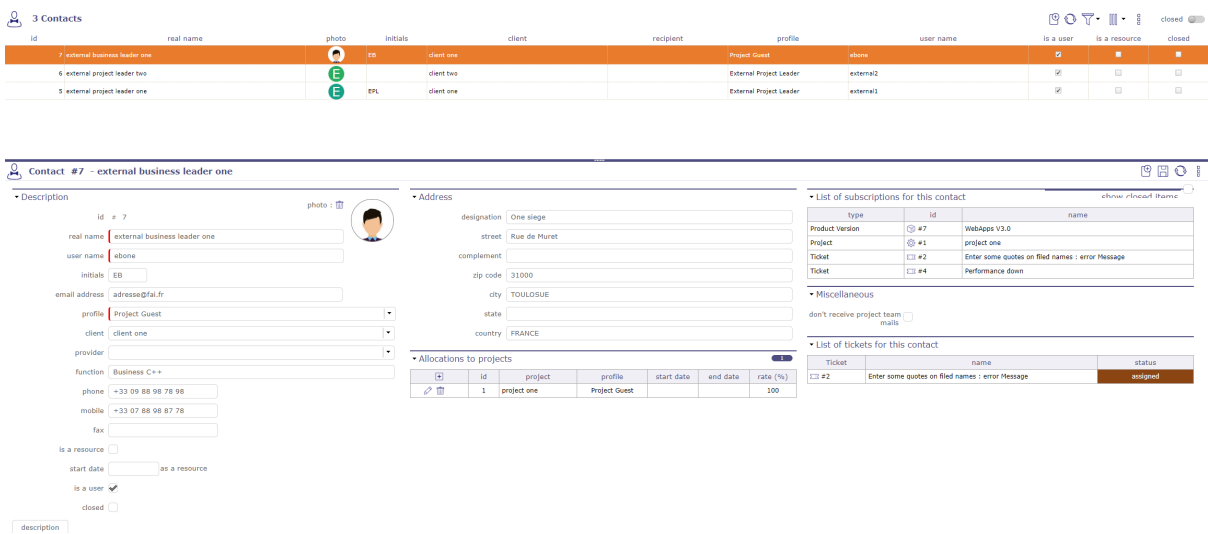 3 Contacts
closed
id real name photo initials client recipient profile user name is a user is a resource closed
7 external business leader one EB client one Project Guest ebone
6 external project leader two E client two External Project Leader external2
5 external project leader one E EPL client one External Project Leader external1
Contact #7 - external business leader one
Description
photo :
id # 7
real name external business leader one
user name ebone
initials EB
email address adresse@fai.fr
profile Project Guest
client client one
provider
function Business C++
phone +33 09 88 98 78 98
mobile +33 07 88 98 87 78
fax
is a resource
start date as a resource
is a user
closed
description
Address
designation One siege
street Rue de Muret
complement
zip code 31000
city TOULOSUE
state
country FRANCE
Allocations to projects
1
id project profile start date end date rate (%)
1 project one Project Guest 100
List of subscriptions for this contact
show closed items
type id name
Product Version #7 WebApps V3.0
Project #1 project one
Ticket #2 Enter some quotes on filed names : error Message
Ticket #4 Performance down
Miscellaneous
don't receive project team
mails
List of tickets for this contact
Ticket name status
#2 Enter some quotes on filed names : error Message assigned